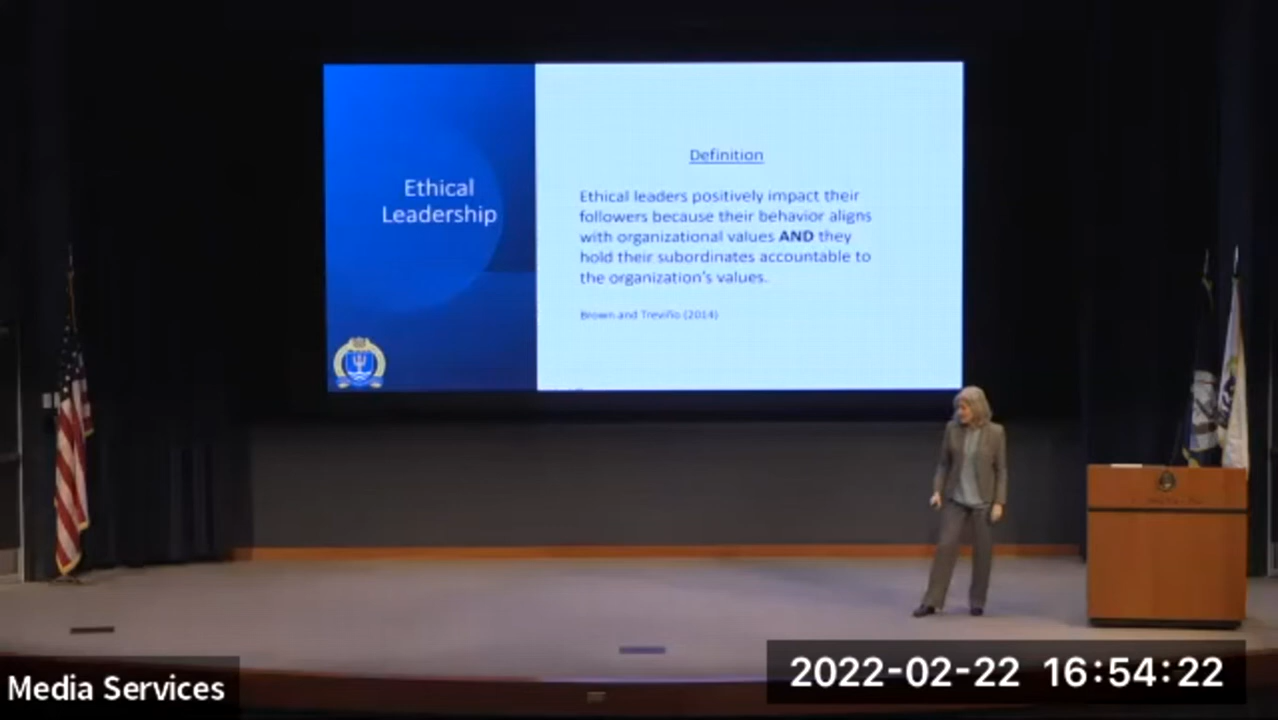 Ethical
Leadership
Definition
Ethical leaders positively impact their
followers because their behavior aligns
with organizational values AND they
hold their subordinates accountable to
the organization's values.
Brown and Treviño (2014)
Media Services
2022-02-22 16:54:22